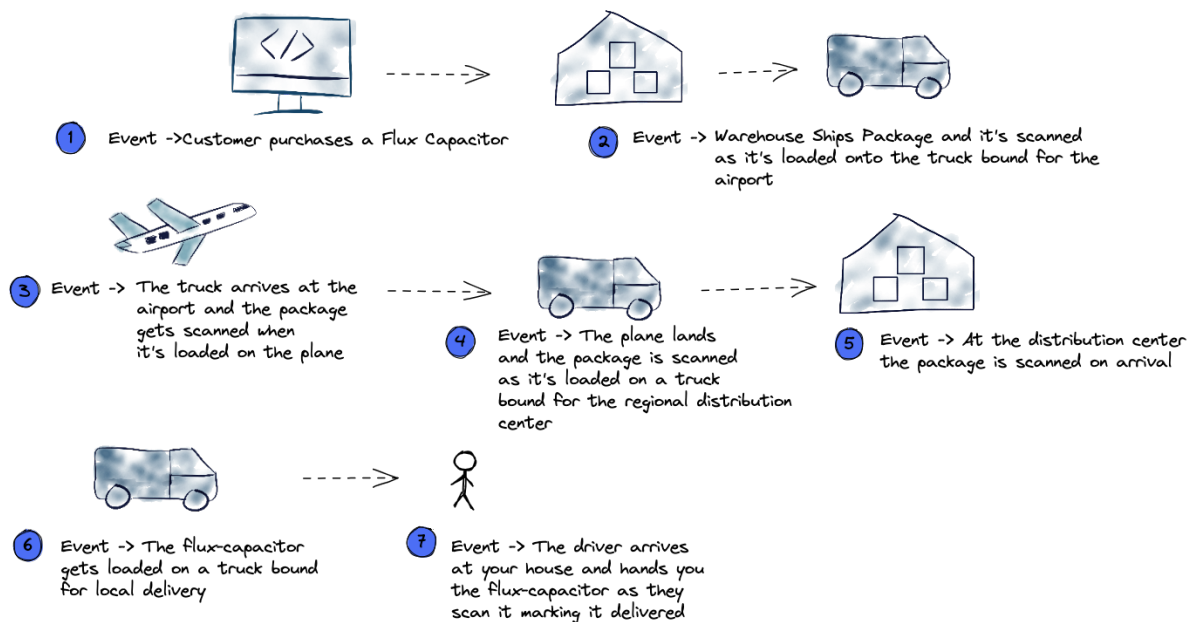 </>
1 Event ->Customer purchases a Flux Capacitor
2 Event -> Warehouse Ships Package and it's scanned
as it's loaded onto the truck bound for the
airport
3 Event -> The truck arrives at the
airport and the package
gets scanned when
it's loaded on the plane
4 Event -> The plane lands
and the package is scanned
as it's loaded on a truck
bound for the regional distribution
center
5 Event -> At the distribution center
the package is scanned on arrival
6 Event -> The flux-capacitor
gets loaded on a truck bound
for local delivery
7 Event -> The driver arrives
at your house and hands you
the flux-capacitor as they
scan it marking it delivered